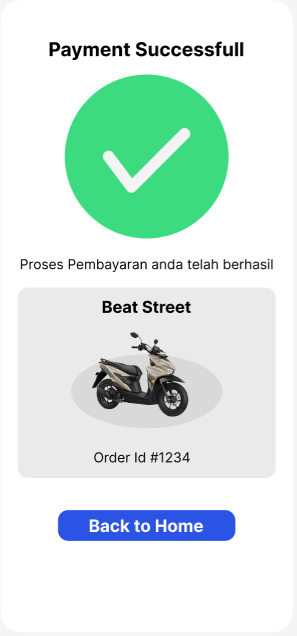 Payment Successfull
Proses Pembayaran anda telah berhasil
Beat Street
Order Id #1234
Back to Home